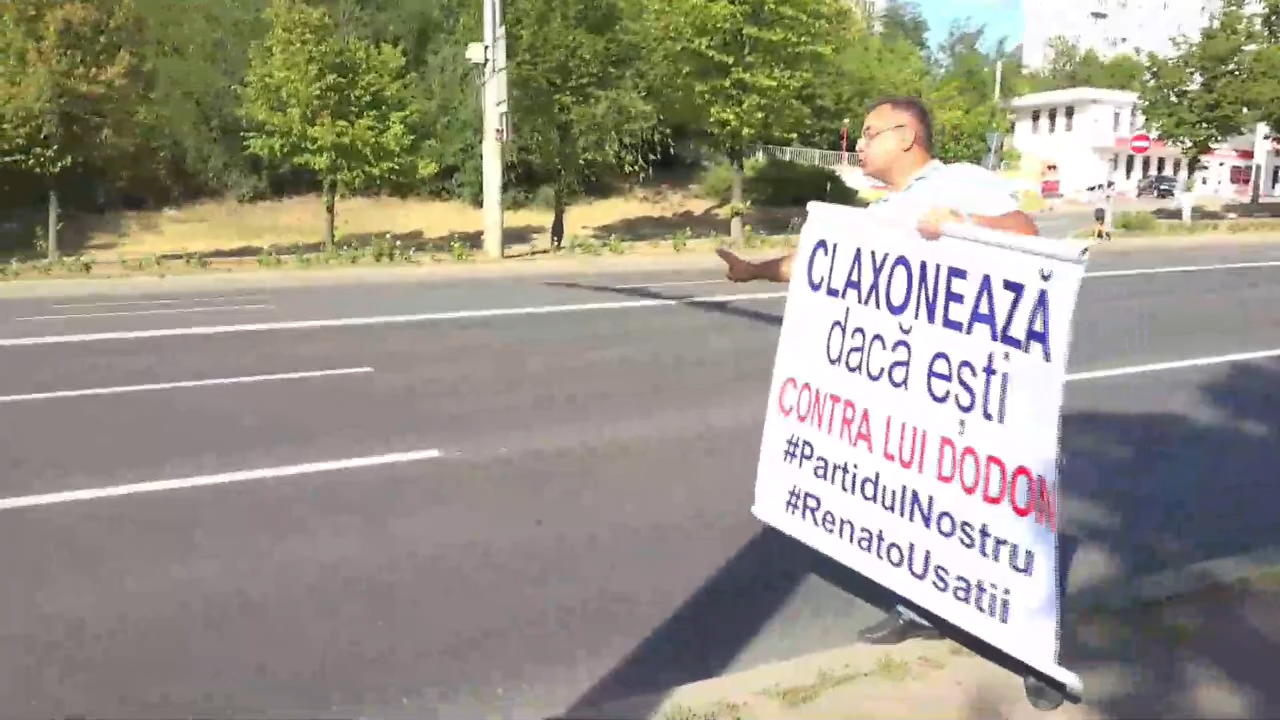 CLAXONEAZĂ
dacă ești
CONTRA LUI DODON
#PartidulNostru
#RenatoUsatii